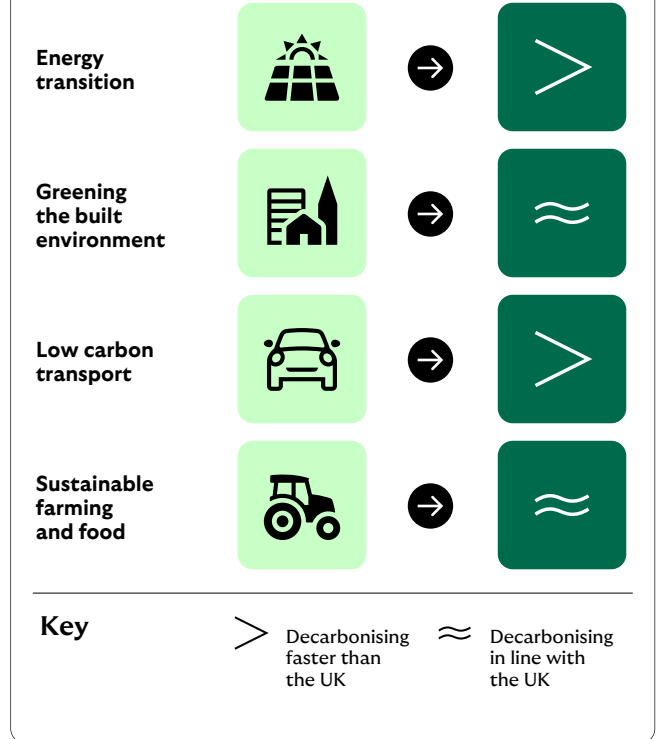 Energy
transition
Greening
the built
environment
Low carbon
transport
Sustainable
farming
and food
Key
Decarbonising
faster than
the UK
Decarbonising
in line with
the UK